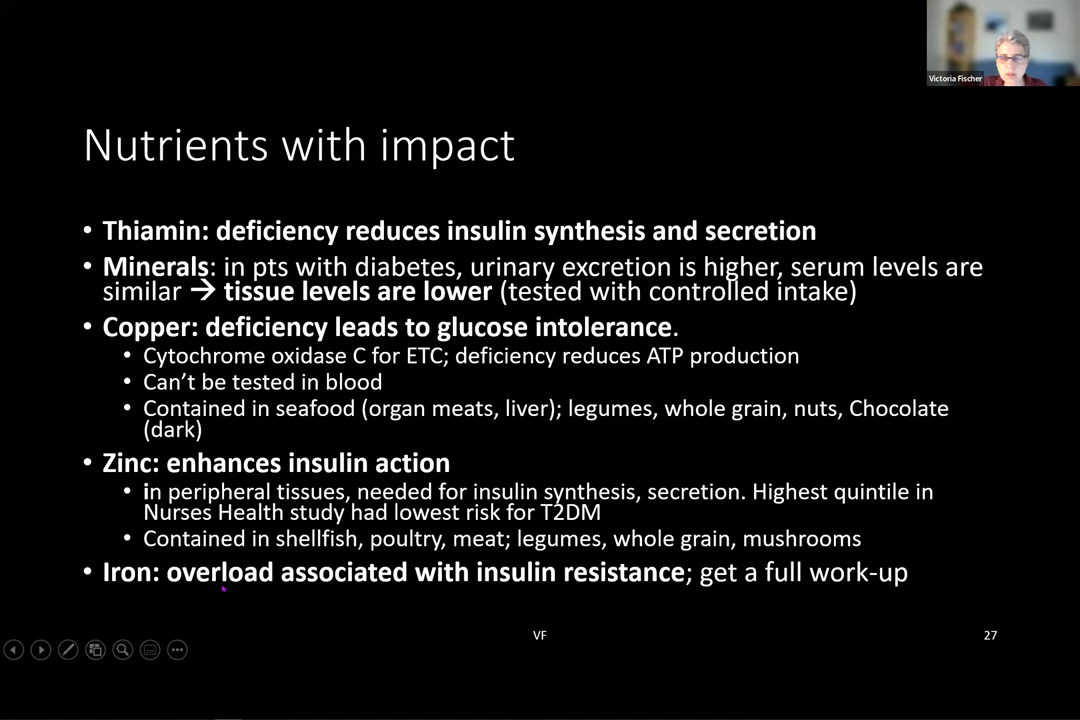 Victoria Fischer
Nutrients with impact
• Thiamin: deficiency reduces insulin synthesis and secretion
• Minerals: in pts with diabetes, urinary excretion is higher, serum levels are
similar → tissue levels are lower (tested with controlled intake)
• Copper: deficiency leads to glucose intolerance.
• Cytochrome oxidase C for ETC; deficiency reduces ATP production
• Can't be tested in blood
• Contained in seafood (organ meats, liver); legumes, whole grain, nuts, Chocolate
(dark)
• Zinc: enhances insulin action
• in peripheral tissues, needed for insulin synthesis, secretion. Highest quintile in
Nurses Health study had lowest risk for T2DM
• Contained in shellfish, poultry, meat; legumes, whole grain, mushrooms
• Iron: overload associated with insulin resistance; get a full work-up
VF
27